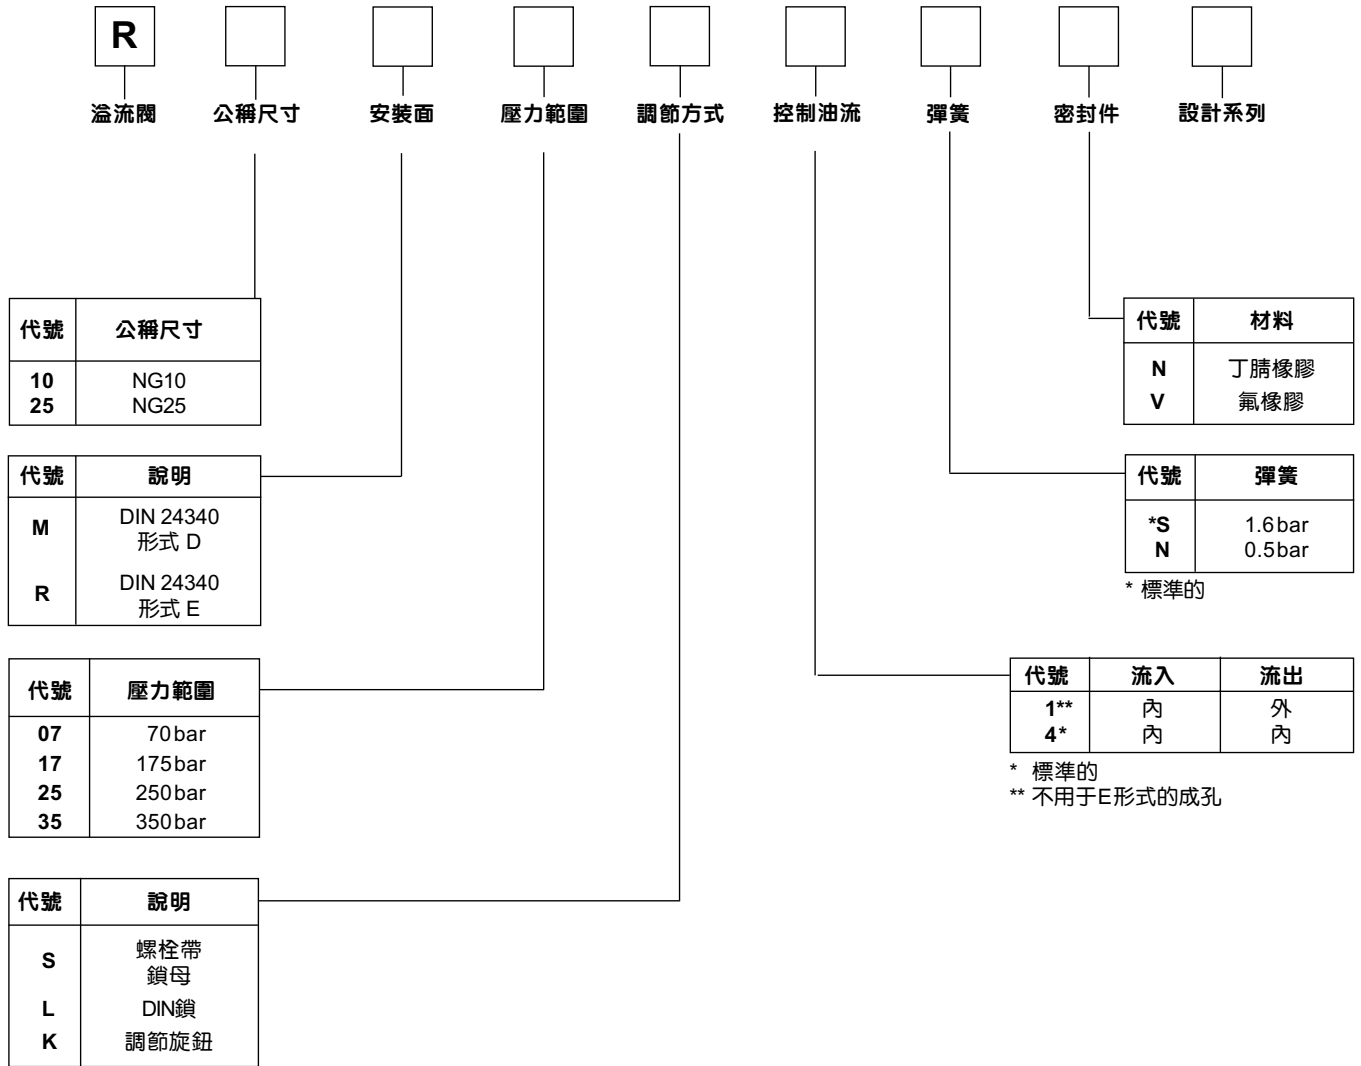 R
溢流閥 公稱尺寸 安裝面 壓力範圍 調節方式 控制油流 彈簧 密封件 設計系列
代號 公稱尺寸
10 NG10
25 NG25
代號 說明
M DIN 24340
形式 D
R DIN 24340
形式 E
代號 壓力範圍
07 70bar
17 175bar
25 250bar
35 350bar
代號 說明
S 螺栓帶
鎖母
L DIN鎖
K 調節旋鈕
代號 材料
N 丁腈橡膠
V 氟橡膠
代號 彈簧
*S 1.6bar
N 0.5bar
* 標準的
代號 流入 流出
1** 內 外
4* 內 內
* 標準的
** 不用于E形式的成孔